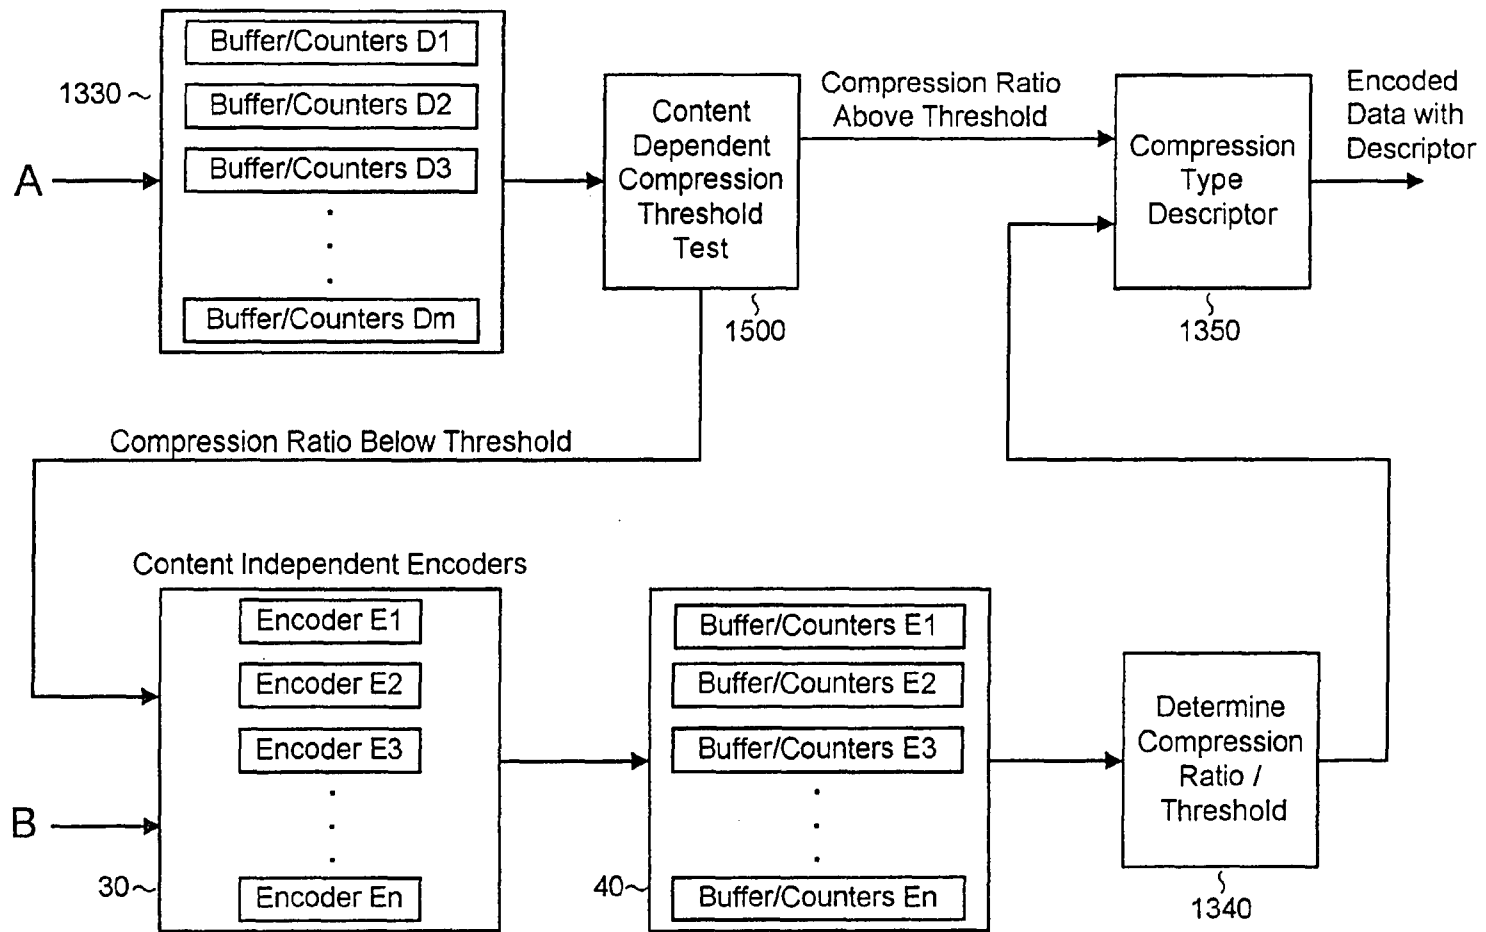 Buffer/Counters D1
1330
Buffer/Counters D2
A
Buffer/Counters D3
Buffer/Counters Dm
Content
Dependent
Compression
Threshold
Test
1500
Compression Ratio
Above Threshold
Compression
Type
Descriptor
1350
Encoded
Data with
Descriptor
Compression Ratio Below Threshold
Content Independent Encoders
Encoder E1
Encoder E2
Encoder E3
B
30
Encoder En
Buffer/Counters E1
Buffer/Counters E2
Buffer/Counters E3
40
Buffer/Counters En
Determine
Compression
Ratio /
Threshold
1340